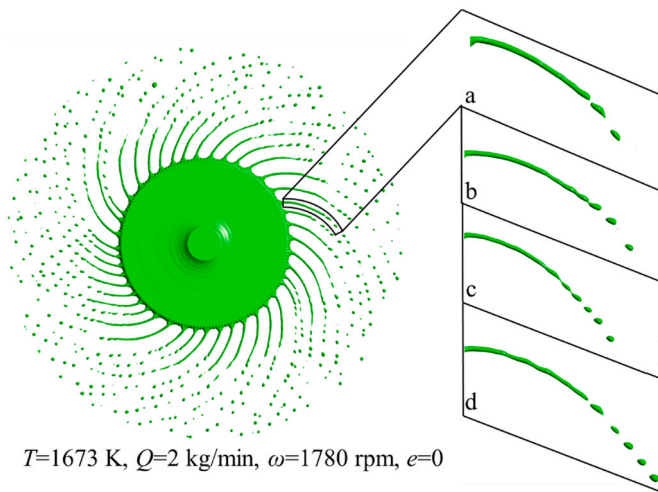 a
b
c
d
T=1673 K, Q=2 kg/min, ω=1780 rpm, e=0